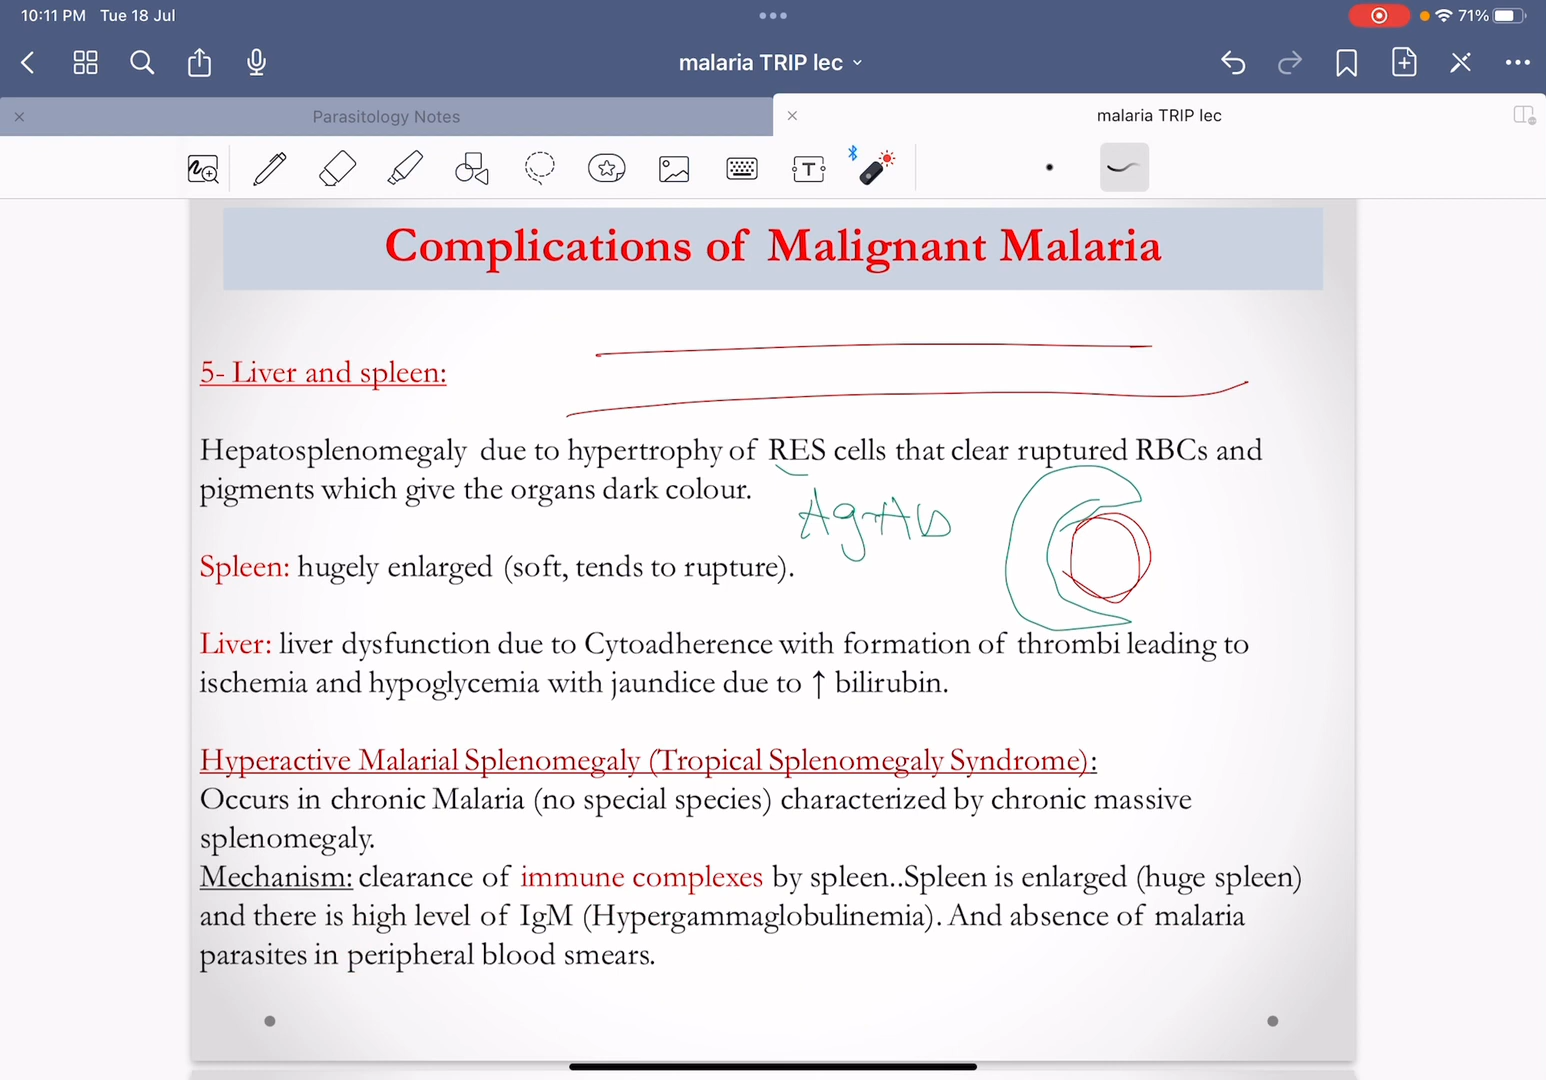 10:11 PM Tue 18 Jul
71%
malaria TRIP lec
Parasitology Notes
malaria TRIP lec
T
Complications of Malignant Malaria
5- Liver and spleen:
Hepatosplenomegaly due to hypertrophy of RES cells that clear ruptured RBCs and
pigments which give the organs dark colour.
Ag-Ab
Spleen: hugely enlarged (soft, tends to rupture).
Liver: liver dysfunction due to Cytoadherence with formation of thrombi leading to
ischemia and hypoglycemia with jaundice due to ↑ bilirubin.
Hyperactive Malarial Splenomegaly (Tropical Splenomegaly Syndrome):
Occurs in chronic Malaria (no special species) characterized by chronic massive
splenomegaly.
Mechanism: clearance of immune complexes by spleen..Spleen is enlarged (huge spleen)
and there is high level of IgM (Hypergammaglobulinemia). And absence of malaria
parasites in peripheral blood smears.